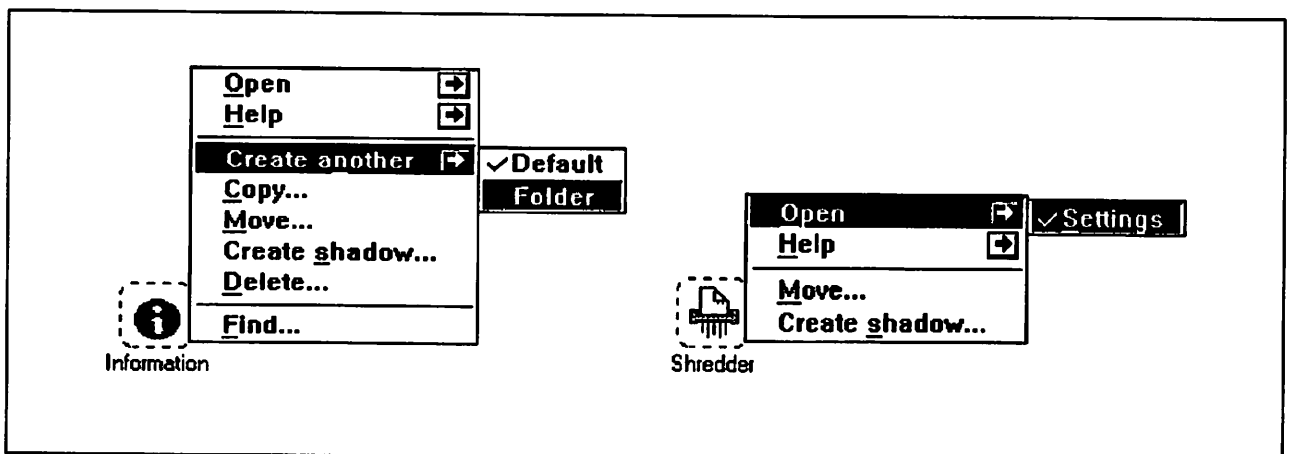 Open
Help
Create another
✓Default
Folder
Copy...
Move...
Create shadow...
Delete...
Find...
Information
Open
✓Settings
Help
Move...
Create shadow...
Shredder